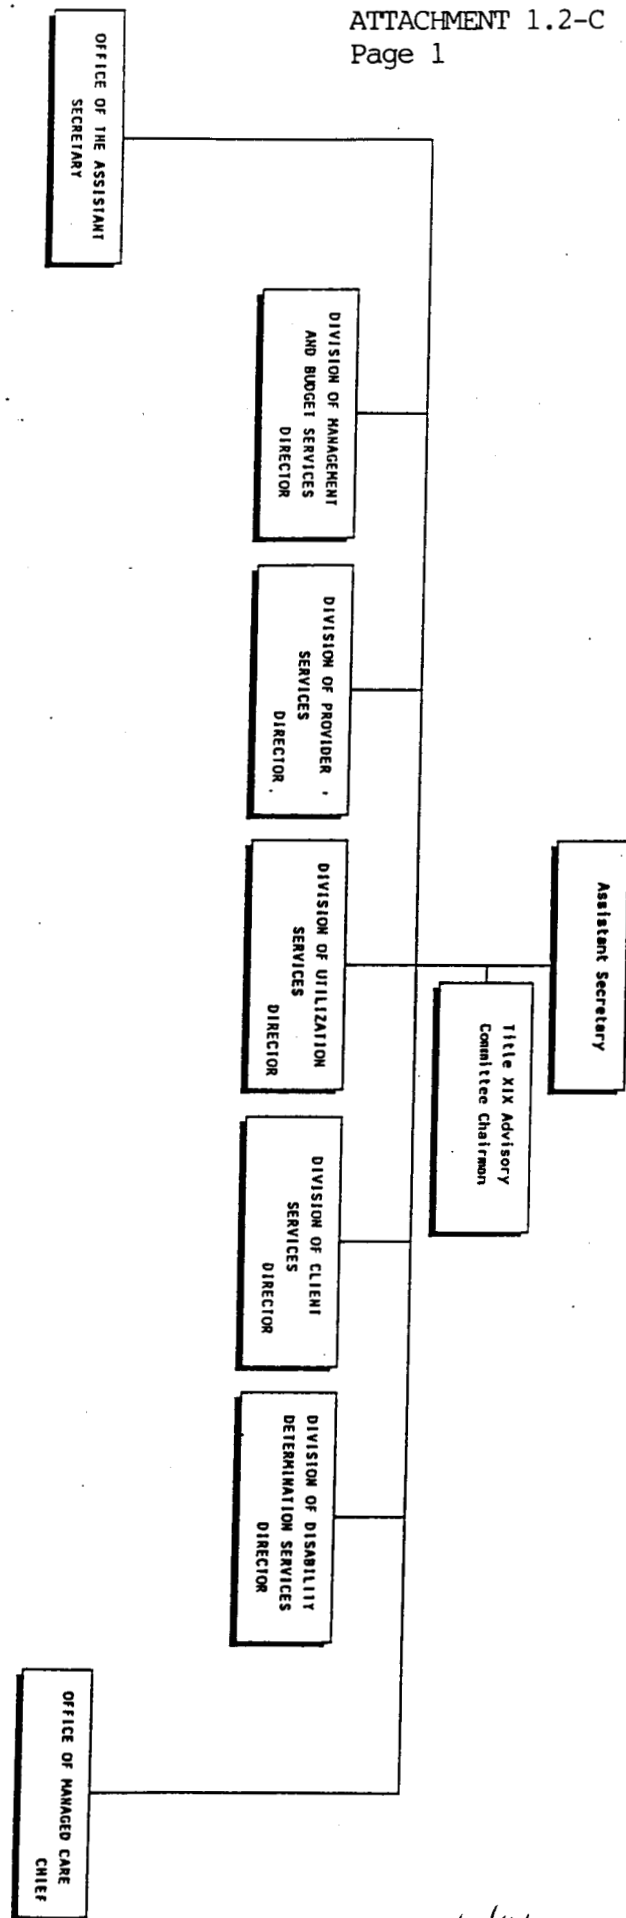 ATTACHMENT 1.2-C
Page 1
Assistant Secretary
Title XIX Advisory
Committee Chairman
OFFICE OF THE ASSISTANT
SECRETARY
DIVISION OF MANAGEMENT
AND BUDGET SERVICES
DIRECTOR
DIVISION OF PROVIDER
SERVICES
DIRECTOR
DIVISION OF UTILIZATION
SERVICES
DIRECTOR
DIVISION OF CLIENT
SERVICES
DIRECTOR
DIVISION OF DISABILITY
DETERMINATION SERVICES
DIRECTOR
OFFICE OF MANAGED CARE
CHIEF